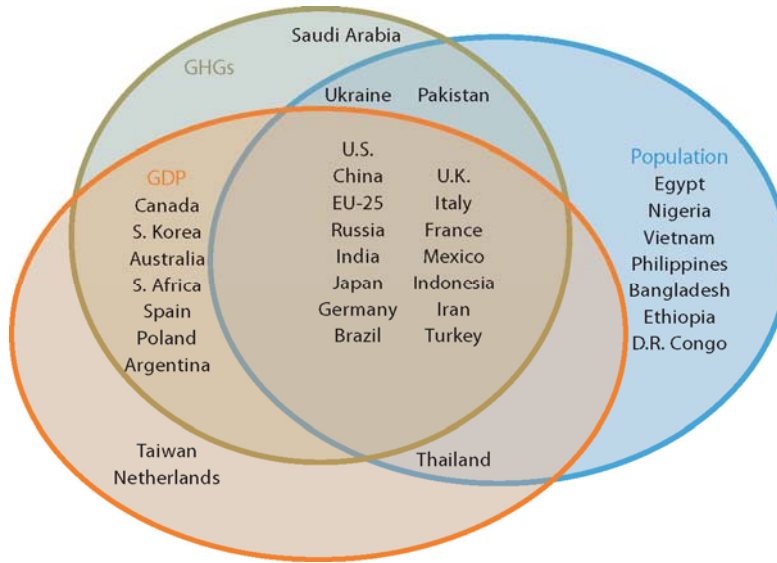 Saudi Arabia
GHGs
Ukraine Pakistan
U.S.
China
EU-25
Russia
India
Japan
Germany
Brazil
U.K.
Italy
France
Mexico
Indonesia
Iran
Turkey
GDP
Canada
S. Korea
Australia
S. Africa
Spain
Poland
Argentina
Population
Egypt
Nigeria
Vietnam
Philippines
Bangladesh
Ethiopia
D.R. Congo
Taiwan
Netherlands
Thailand